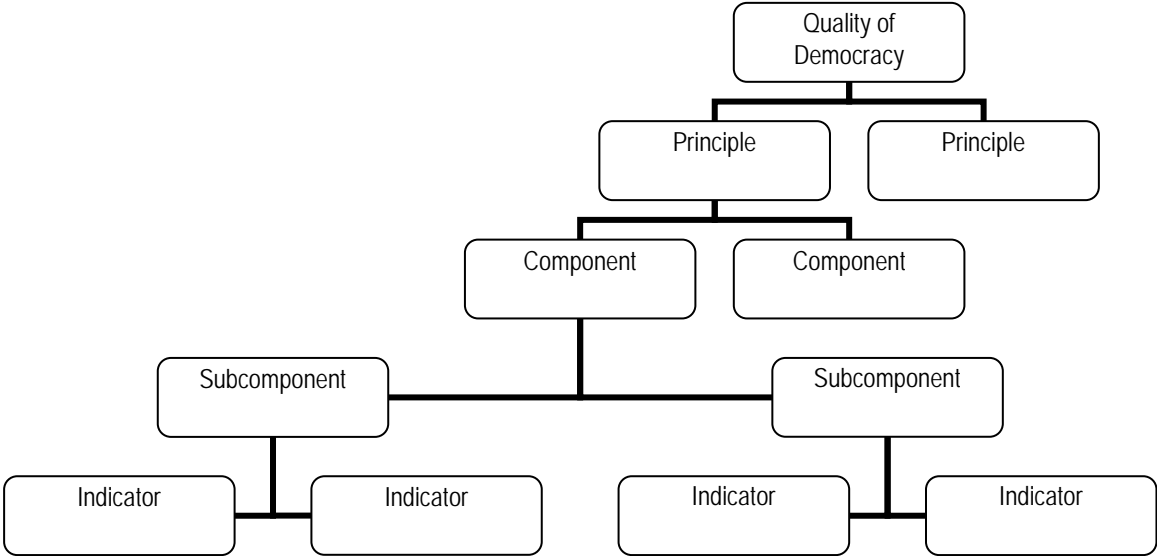 Quality of
Democracy
Principle
Principle
Component
Component
Subcomponent
Subcomponent
Indicator
Indicator
Indicator
Indicator